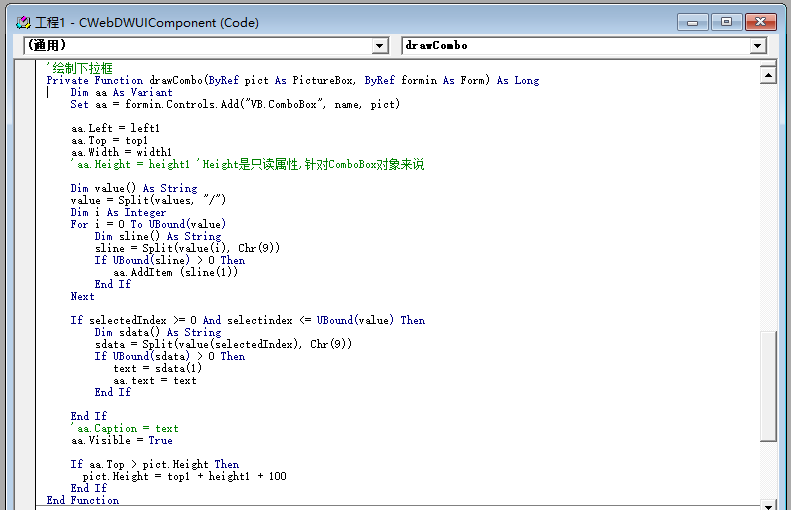 工程1 - CWebDWUIComponent (Code)
(通用) drawCombo
'绘制下拉框
Private Function drawCombo(ByRef pict As PictureBox, ByRef formin As Form) As Long
Dim aa As Variant
Set aa = formin.Controls.Add("VB.ComboBox", name, pict)
aa.Left = left1
aa.Top = top1
aa.Width = width1
'aa.Height = height1 'Height是只读属性,针对ComboBox对象来说
Dim value() As String
value = Split(values, "/")
Dim i As Integer
For i = 0 To UBound(value)
Dim sline() As String
sline = Split(value(i), Chr(9))
If UBound(sline) > 0 Then
aa.AddItem (sline(1))
End If
Next
If selectedIndex >= 0 And selectindex <= UBound(value) Then
Dim sdata() As String
sdata = Split(value(selectedIndex), Chr(9))
If UBound(sdata) > 0 Then
text = sdata(1)
aa.text = text
End If
End If
'aa.Caption = text
aa.Visible = True
If aa.Top > pict.Height Then
pict.Height = top1 + height1 + 100
End If
End Function